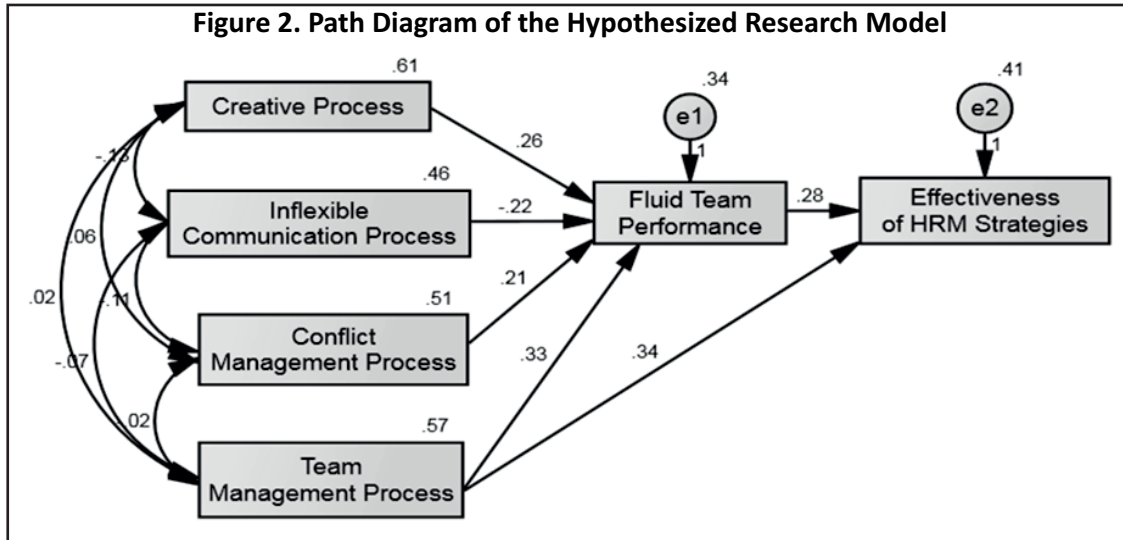 Figure 2. Path Diagram of the Hypothesized Research Model
.61
Creative Process
.26
-.13
.46
Inflexible
Communication Process
-.22
.06
.51
Conflict
Management Process
.21
-.11
.02
-.07
.02
.57
Team
Management Process
.33
.34
.34
e1
1
Fluid Team
Performance
.28
.41
e2
1
Effectiveness
of HRM Strategies